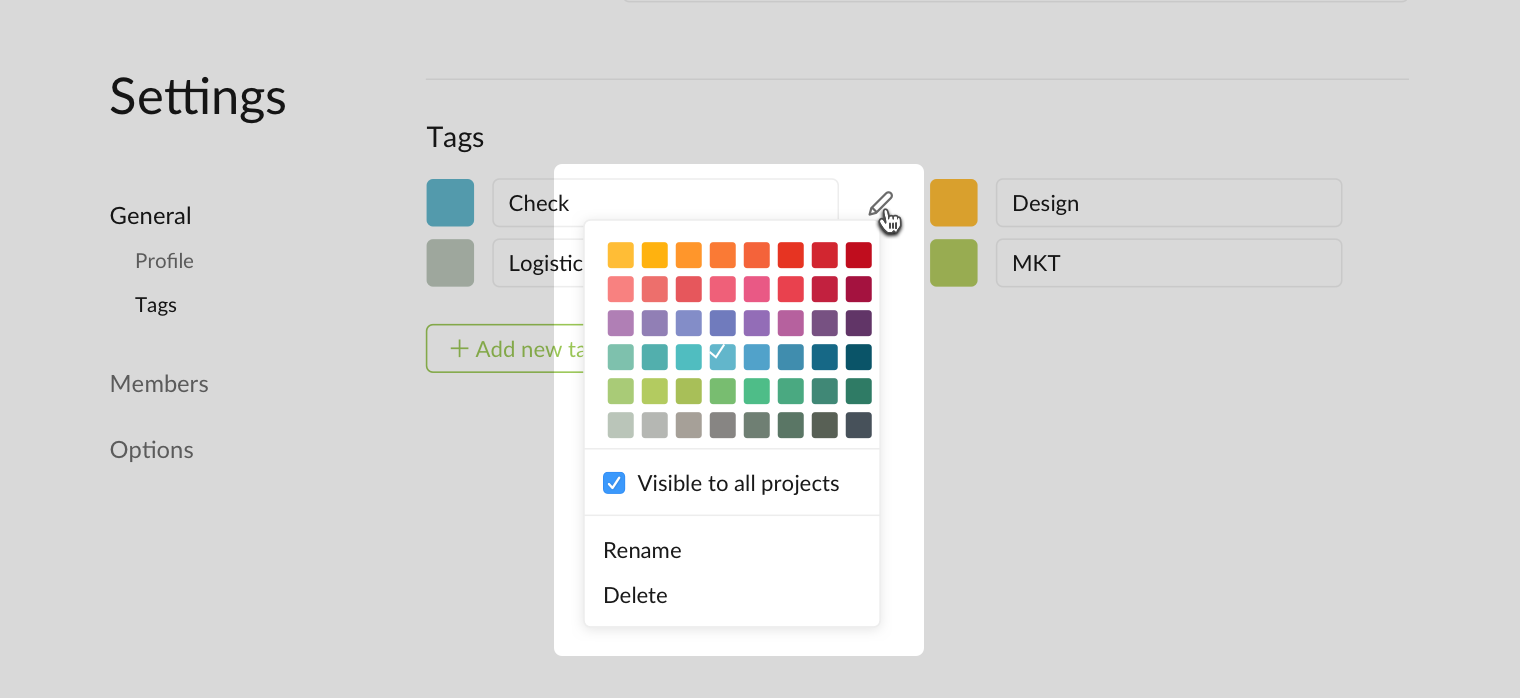 Settings
General
Profile
Tags
Members
Options
Tags
Check
Design
Logistic
MKT
+ Add new ta
Visible to all projects
Rename
Delete